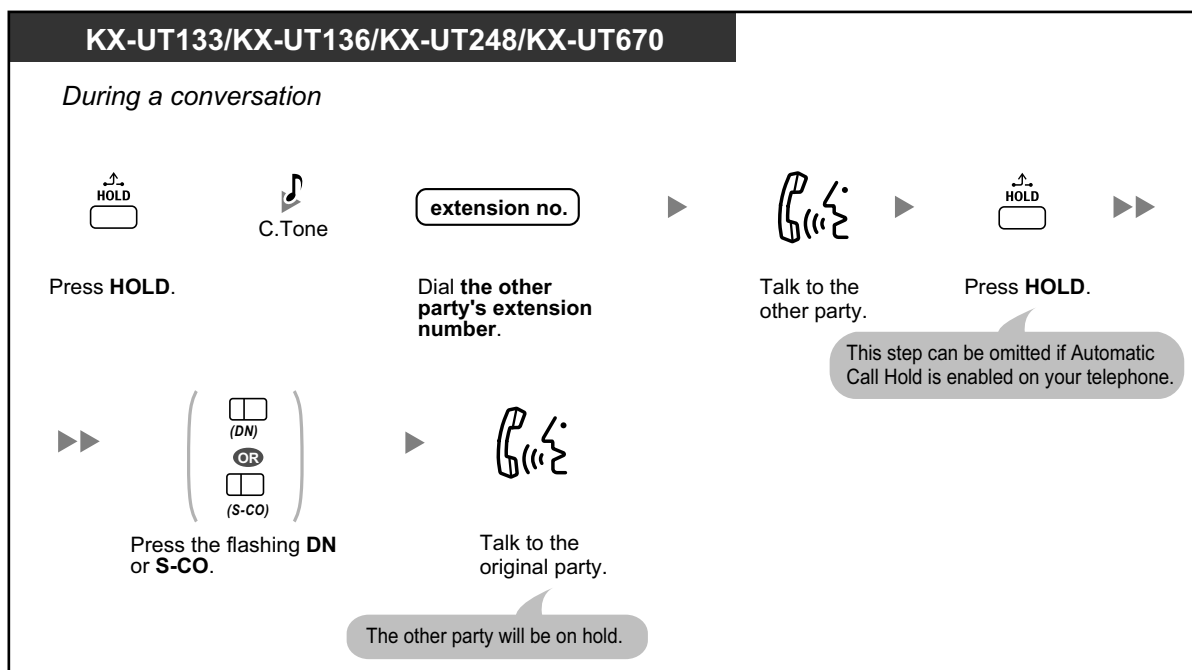 KX-UT133/KX-UT136/KX-UT248/KX-UT670
During a conversation
HOLD
C.Tone
extension no.
HOLD
Press HOLD.
Dial the other
party's extension
number.
Talk to the
other party.
Press HOLD.
This step can be omitted if Automatic
Call Hold is enabled on your telephone.
(DN)
OR
(S-CO)
Press the flashing DN
or S-CO.
Talk to the
original party.
The other party will be on hold.